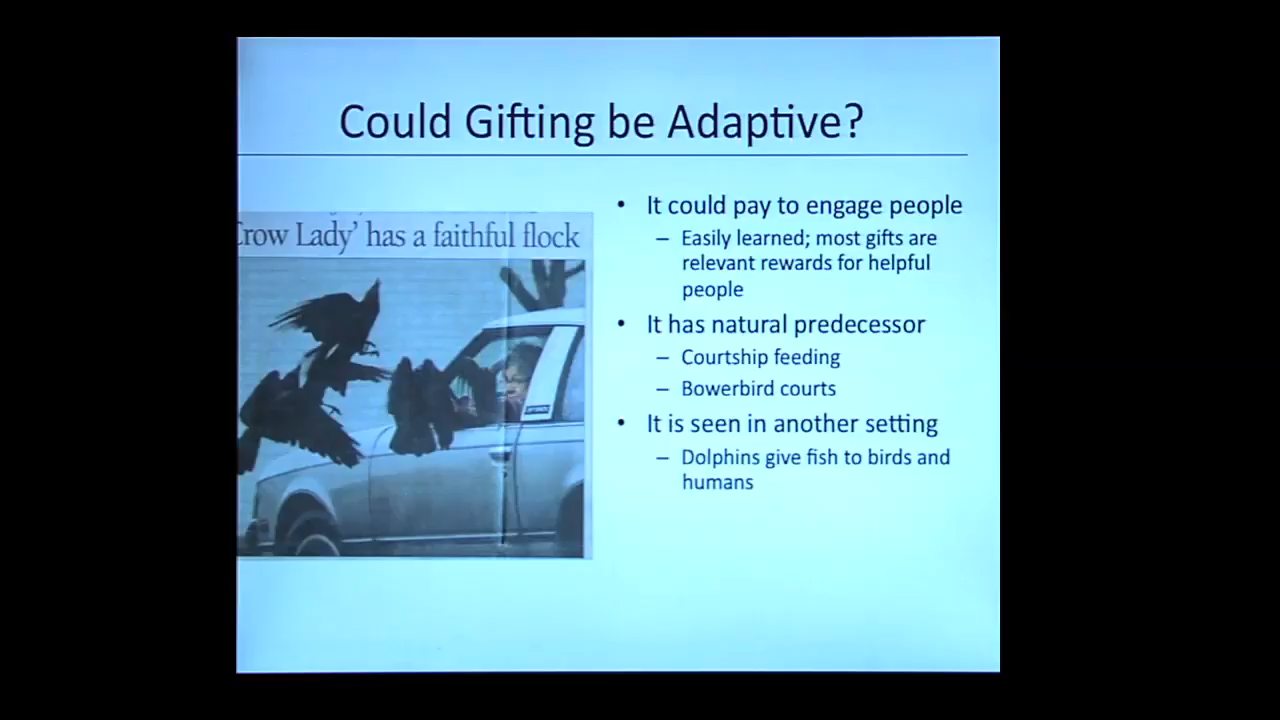 Could Gifting be Adaptive?
Crow Lady' has a faithful flock
• It could pay to engage people
– Easily learned; most gifts are
relevant rewards for helpful
people
• It has natural predecessor
– Courtship feeding
– Bowerbird courts
• It is seen in another setting
– Dolphins give fish to birds and
humans